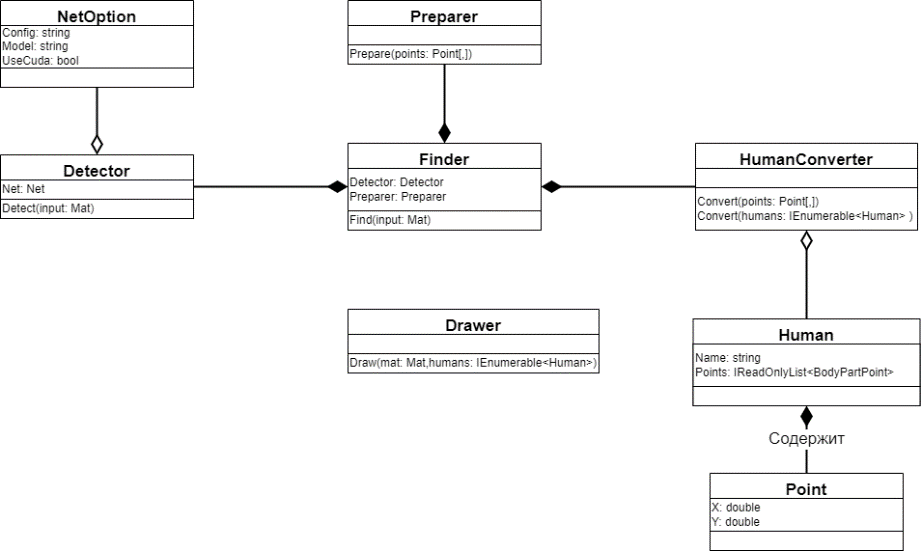 NetOption
Config: string
Model: string
UseCuda: bool
Preparer
Prepare(points: Point[,])
Detector
Net: Net
Detect(input: Mat)
Finder
Detector: Detector
Preparer: Preparer
Find(input: Mat)
HumanConverter
Convert(points: Point[,])
Convert(humans: IEnumerable<Human> )
Drawer
Draw(mat: Mat,humans: IEnumerable<Human>)
Human
Name: string
Points: IReadOnlyList<BodyPartPoint>
Содержит
Point
X: double
Y: double